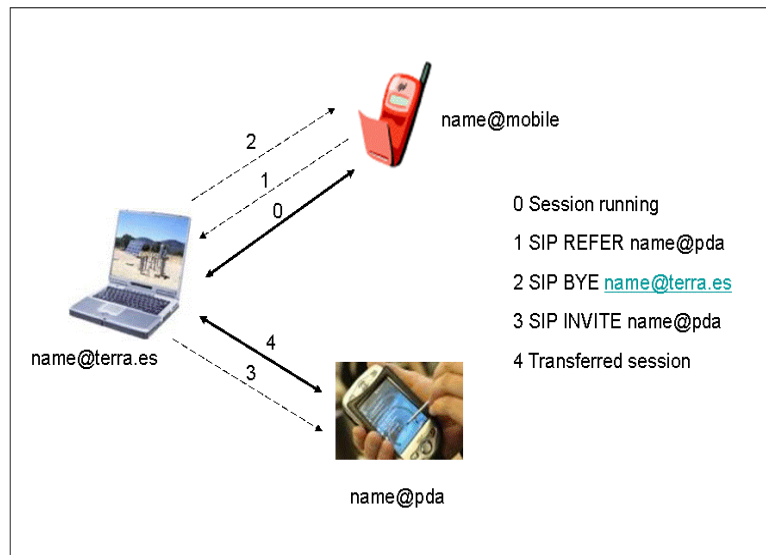 name@mobile
2
1
0
0 Session running
1 SIP REFER name@pda
2 SIP BYE name@terra.es
3 SIP INVITE name@pda
4 Transferred session
name@terra.es
4
3
name@pda